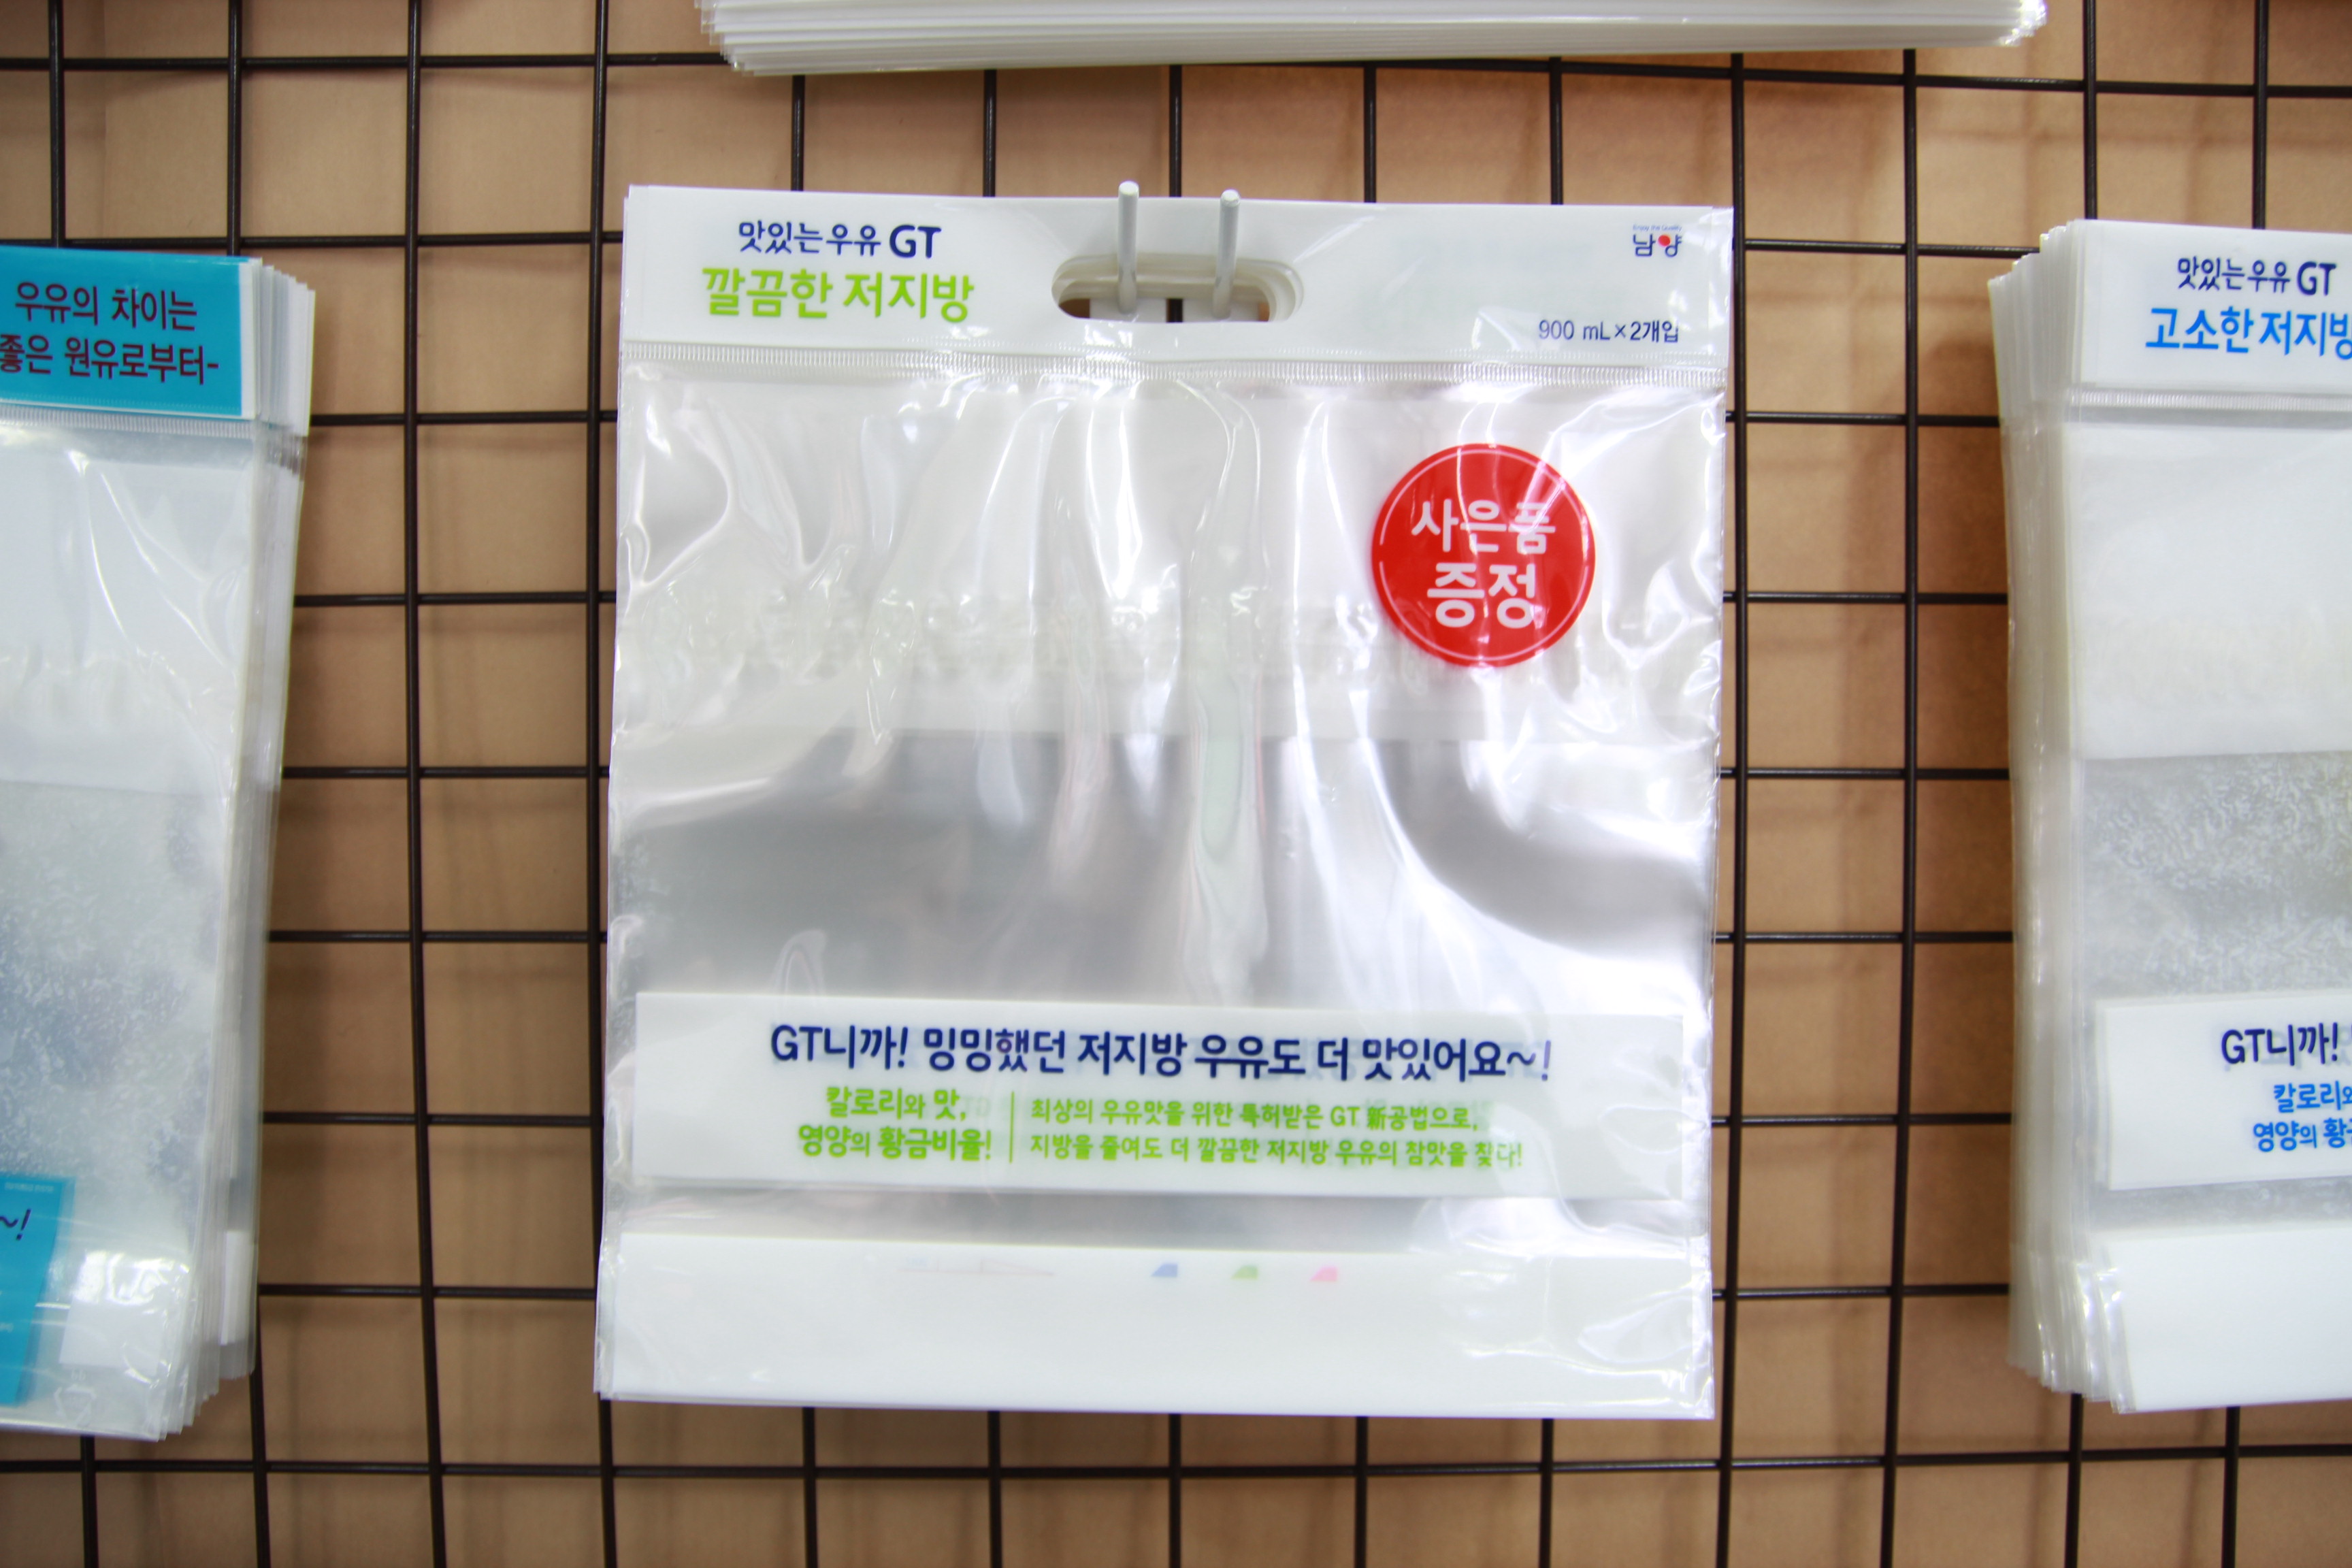 우유의 차이는
좋은 원유로부터-
~!
맛있는우유 GT
깔끔한 저지방
Enjoy the Quality
남양
900 mL×2개입
사은품
증정
GT니까! 밍밍했던 저지방 우유도 더 맛있어요~!
칼로리와 맛,
영양의 황금비율!
최상의 우유맛을 위한 특허받은 GT 新공법으로,
지방을 줄여도 더 깔끔한 저지방 우유의 참맛을 찾다!
맛있는우유 GT
고소한 저지방
GT니까!
칼로리와
영양의 황금